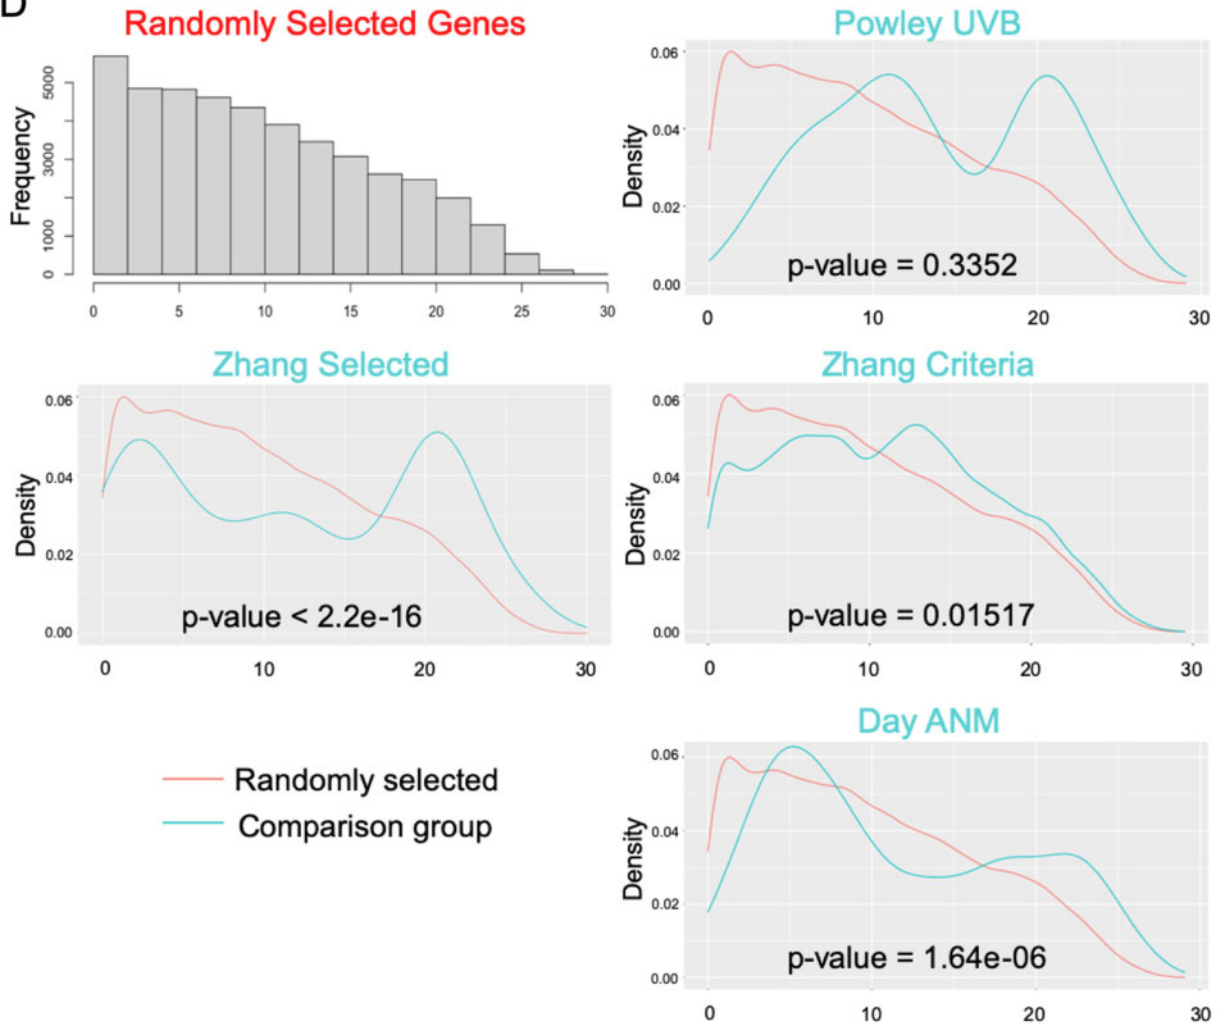 D
Randomly Selected Genes
Frequency
5000
3000
1000
0
0 5 10 15 20 25 30
Powley UVB
Density
0.06
0.04
0.02
0.00
p-value = 0.3352
0 10 20 30
Zhang Selected
Density
0.06
0.04
0.02
0.00
p-value < 2.2e-16
0 10 20 30
Zhang Criteria
Density
0.06
0.04
0.02
0.00
p-value = 0.01517
0 10 20 30
Randomly selected
Comparison group
Day ANM
Density
0.06
0.04
0.02
0.00
p-value = 1.64e-06
0 10 20 30